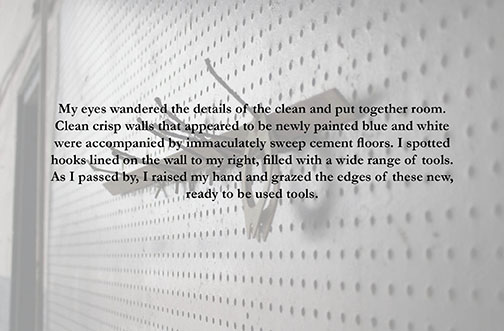 My eyes wandered the details of the clean and put together room.
Clean crisp walls that appeared to be newly painted blue and white
were accompanied by immaculately sweep cement floors. I spotted
hooks lined on the wall to my right, filled with a wide range of tools.
As I passed by, I raised my hand and grazed the edges of these new,
ready to be used tools.